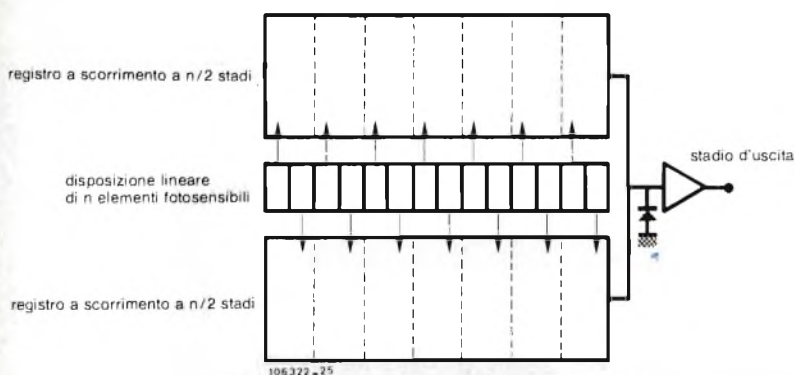 registro a scorrimento a n/2 stadi
stadio d'uscita
disposizione lineare
di n elementi fotosensibili
registro a scorrimento a n/2 stadi
106322-25